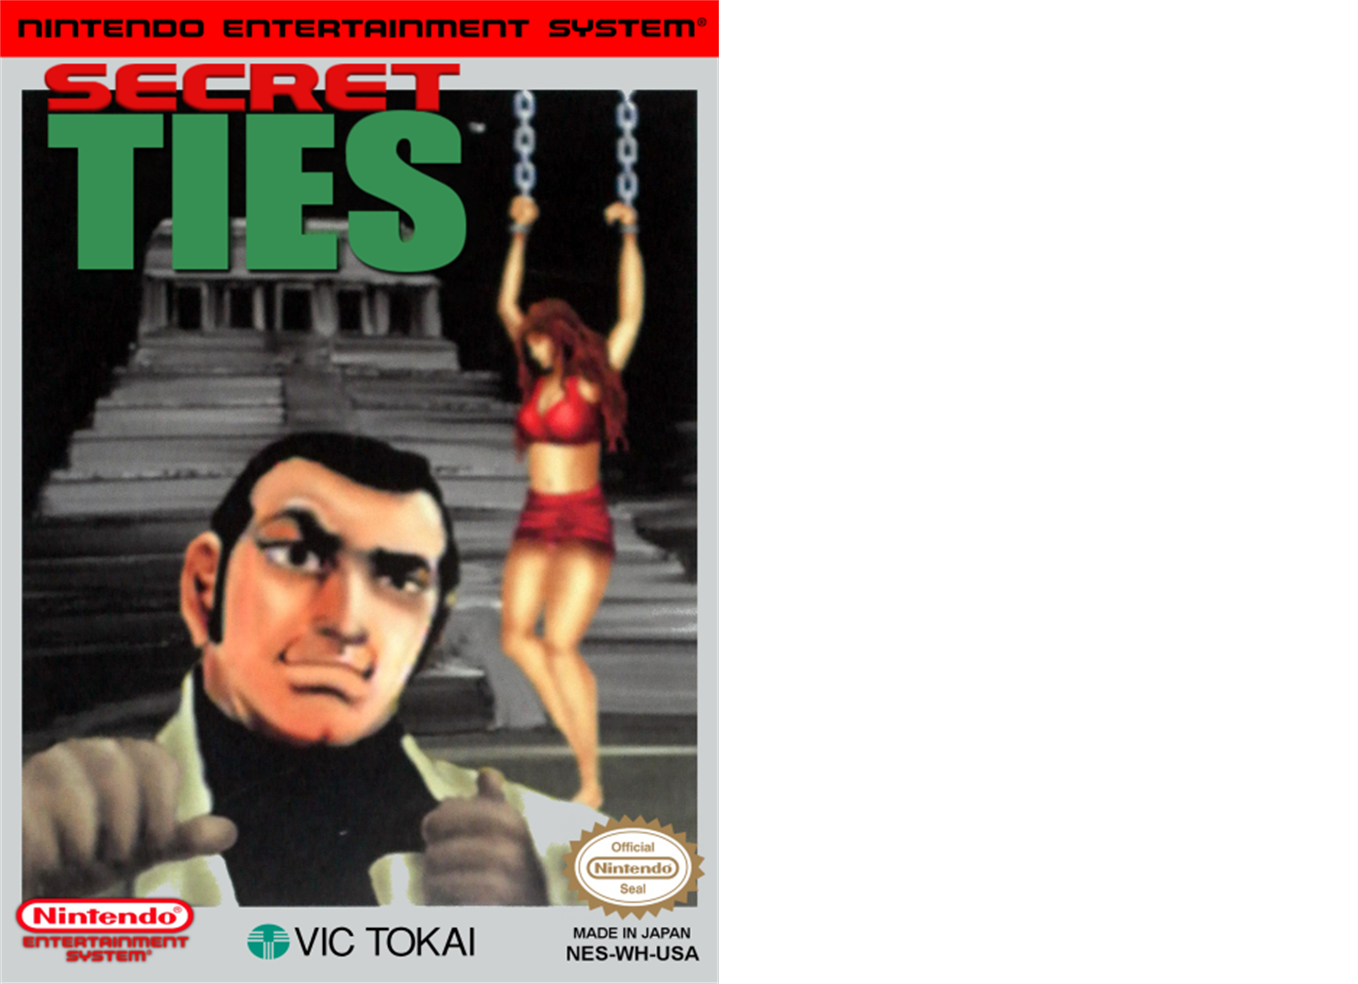 NINTENDO ENTERTAINMENT SYSTEM®
SECRET
TIES
Official
Nintendo
Seal
Nintendo®
ENTERTAINMENT
SYSTEM®
VIC TOKAI
MADE IN JAPAN
NES-WH-USA